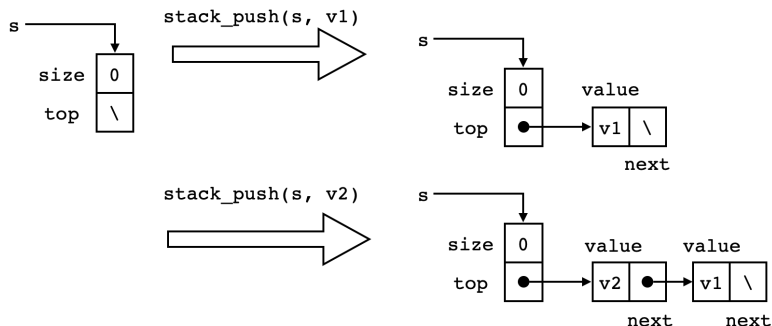 stack_push(s, v1)
s
size 0
top \
s
size 0 value
top v1 \
next
stack_push(s, v2)
s
size 0 value value
top v2 v1 \
next next